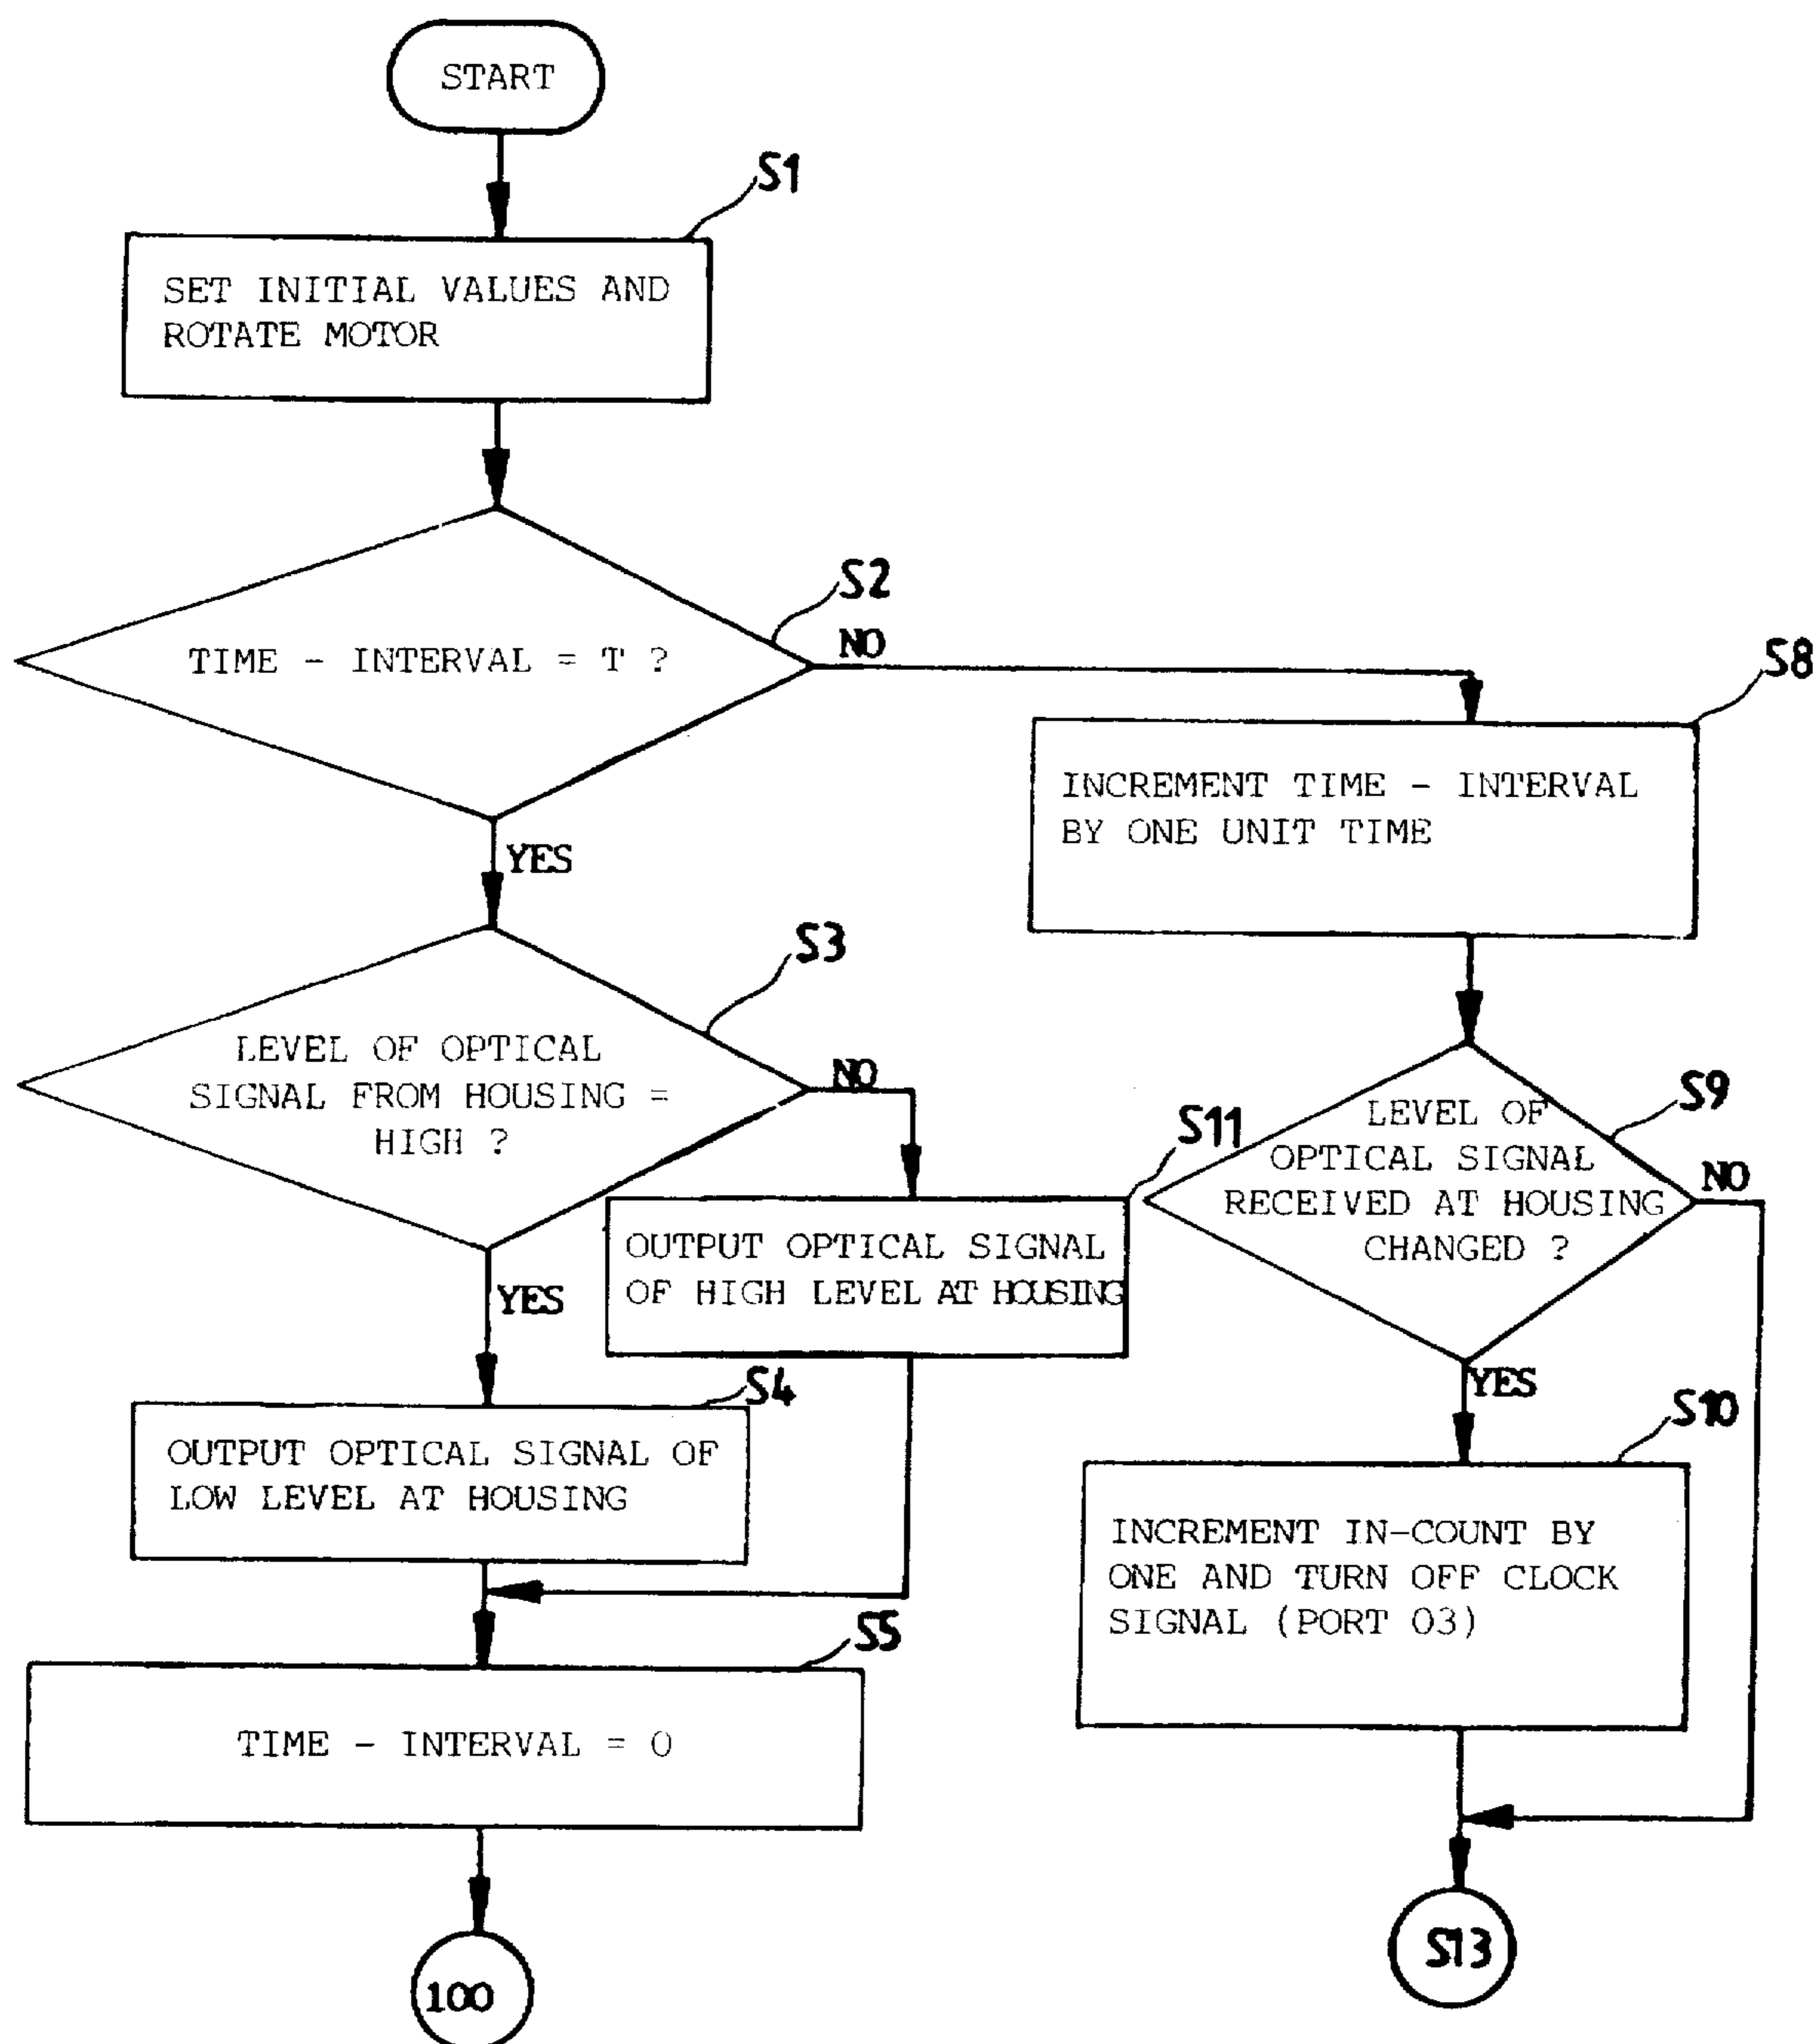 START
S1
SET INITIAL VALUES AND
ROTATE MOTOR
S2
TIME - INTERVAL = T ?
NO
YES
S8
INCREMENT TIME - INTERVAL
BY ONE UNIT TIME
S3
LEVEL OF OPTICAL
SIGNAL FROM HOUSING =
HIGH ?
NO
YES
S11
OUTPUT OPTICAL SIGNAL
OF HIGH LEVEL AT HOUSING
S9
LEVEL OF
OPTICAL SIGNAL
RECEIVED AT HOUSING
CHANGED ?
NO
YES
S4
OUTPUT OPTICAL SIGNAL OF
LOW LEVEL AT HOUSING
S10
INCREMENT IN-COUNT BY
ONE AND TURN OFF CLOCK
SIGNAL (PORT 03)
S5
TIME - INTERVAL = 0
100
S13